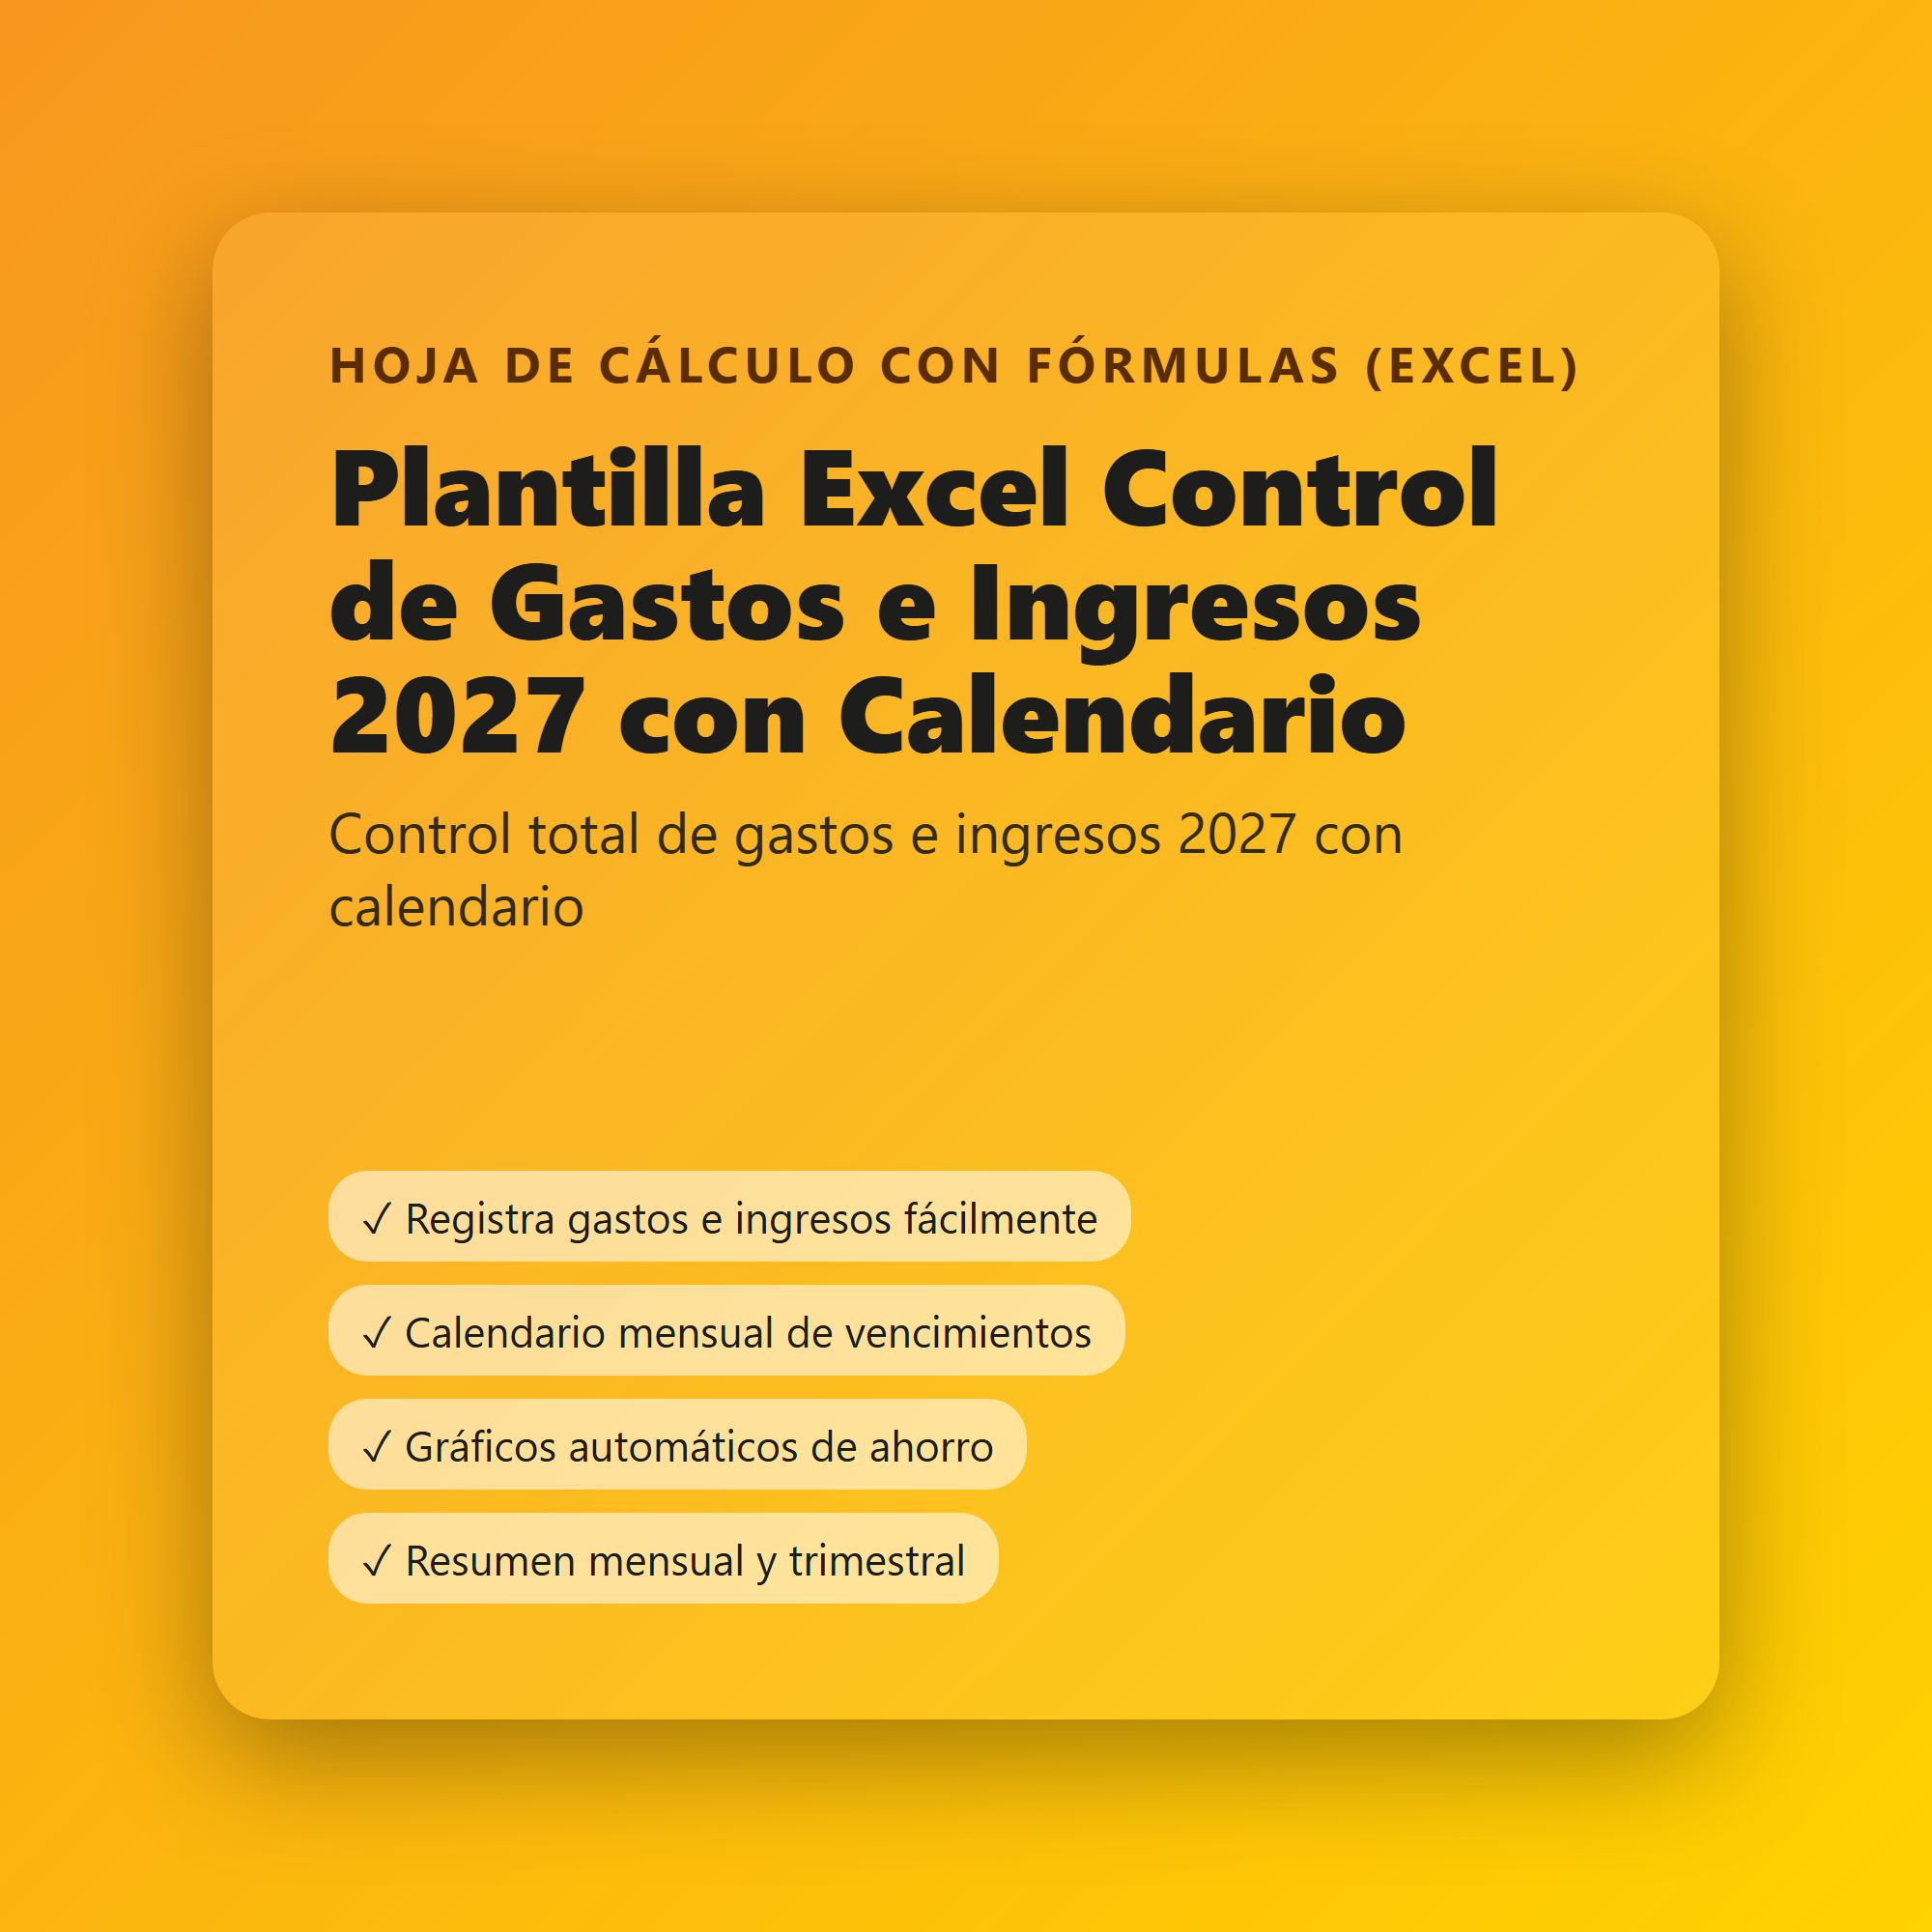 HOJA DE CÁLCULO CON FÓRMULAS (EXCEL)
Plantilla Excel Control
de Gastos e Ingresos
2027 con Calendario
Control total de gastos e ingresos 2027 con
calendario
✓ Registra gastos e ingresos fácilmente
✓ Calendario mensual de vencimientos
✓ Gráficos automáticos de ahorro
✓ Resumen mensual y trimestral